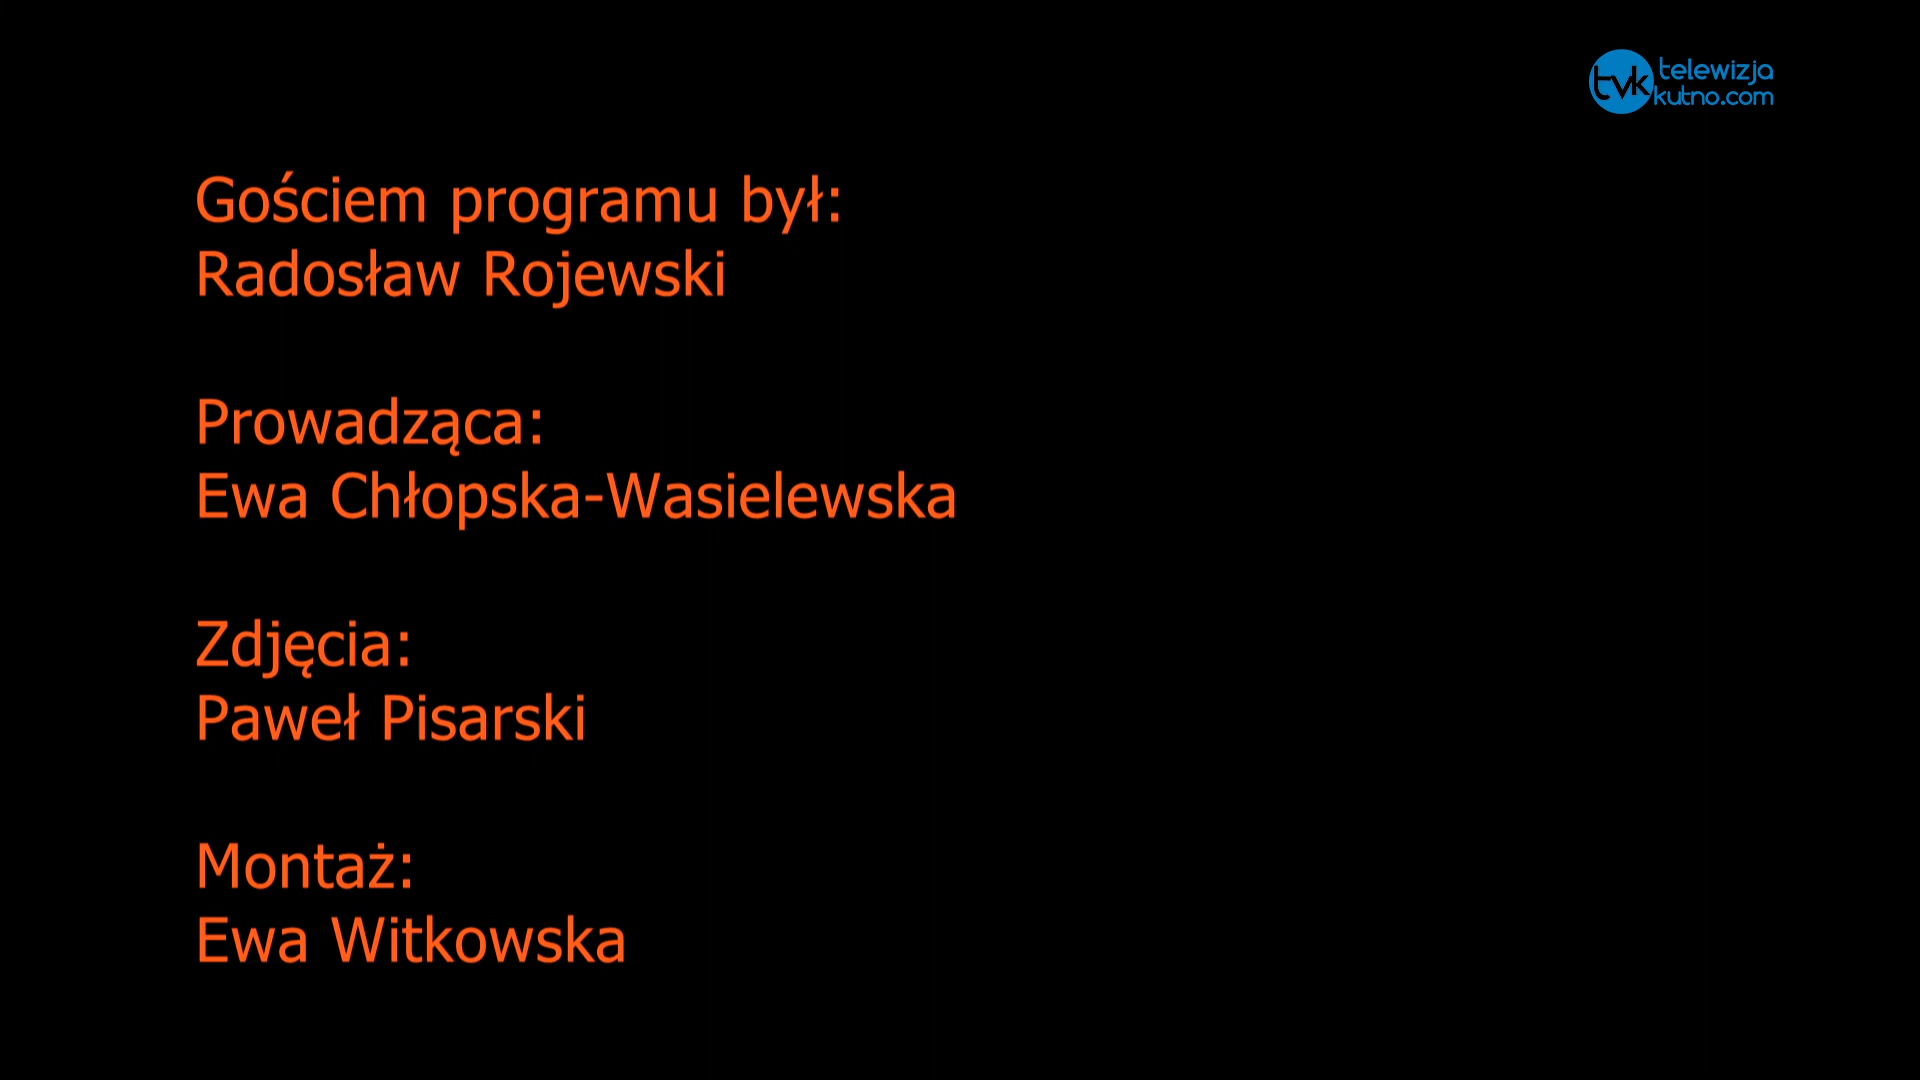 tvk telewizja
kutno.com
Gościem programu był:
Radosław Rojewski
Prowadząca:
Ewa Chłopska-Wasielewska
Zdjęcia:
Paweł Pisarski
Montaż:
Ewa Witkowska